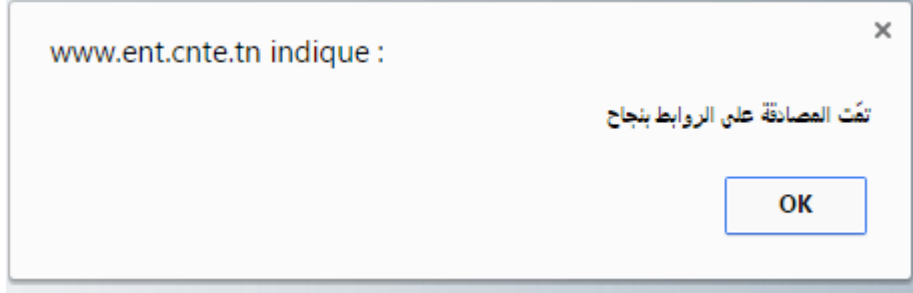 www.ent.cnte.tn indique :
تمّت المصادقة على الروابط بنجاح
OK